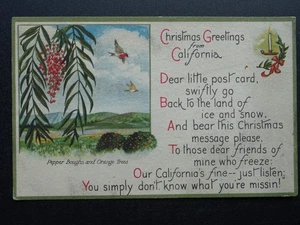 Christmas Greetings
from
California.
Dear little post card,
swiftly go
Back to the land of
ice and snow,
And bear this Christmas
message please.
To those dear friends of
mine who freeze:
Our California's fine—just listen;
You simply don't know what you're missin!
Pepper Boughs and Orange Trees